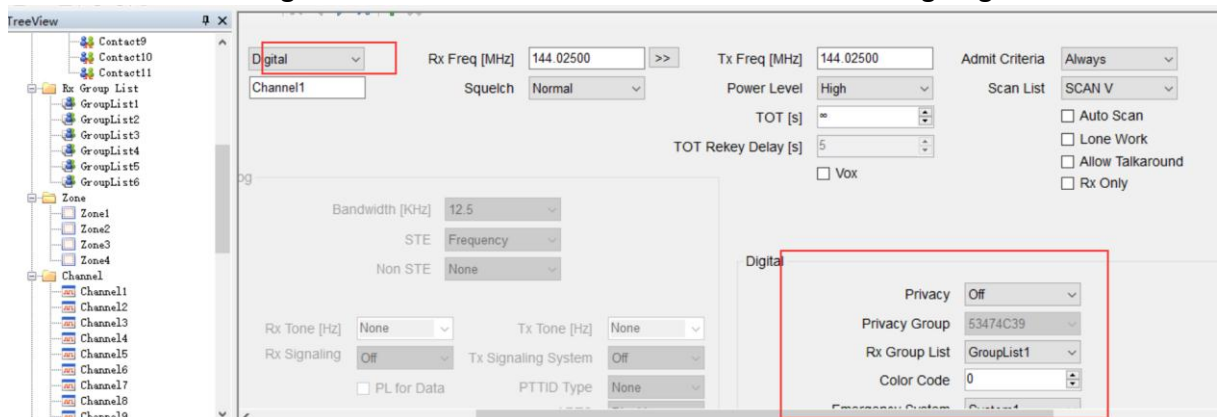 TreeView
Contact9
Contact10
Contact11
Rx Group List
GroupList1
GroupList2
GroupList3
GroupList4
GroupList5
GroupList6
Zone
Zone1
Zone2
Zone3
Zone4
Channel
Channel1
Channel2
Channel3
Channel4
Channel5
Channel6
Channel7
Channel8
Channel9
Digital Rx Freq [MHz] 144.02500 >> Tx Freq [MHz] 144.02500 Admit Criteria Always
Channel1 Squelch Normal Power Level High Scan List SCAN V
TOT [s] ∞ Auto Scan
Lone Work
TOT Rekey Delay [s] 5
Allow Talkaround
Vox Rx Only
og
Bandwidth [KHz] 12.5
STE Frequency
Non STE None
Rx Tone [Hz] None Tx Tone [Hz] None
Rx Signaling Off Tx Signaling System Off
PL for Data PTTID Type None
Digital
Privacy Off
Privacy Group 53474C39
Rx Group List GroupList1
Color Code 0
Emergency System System1